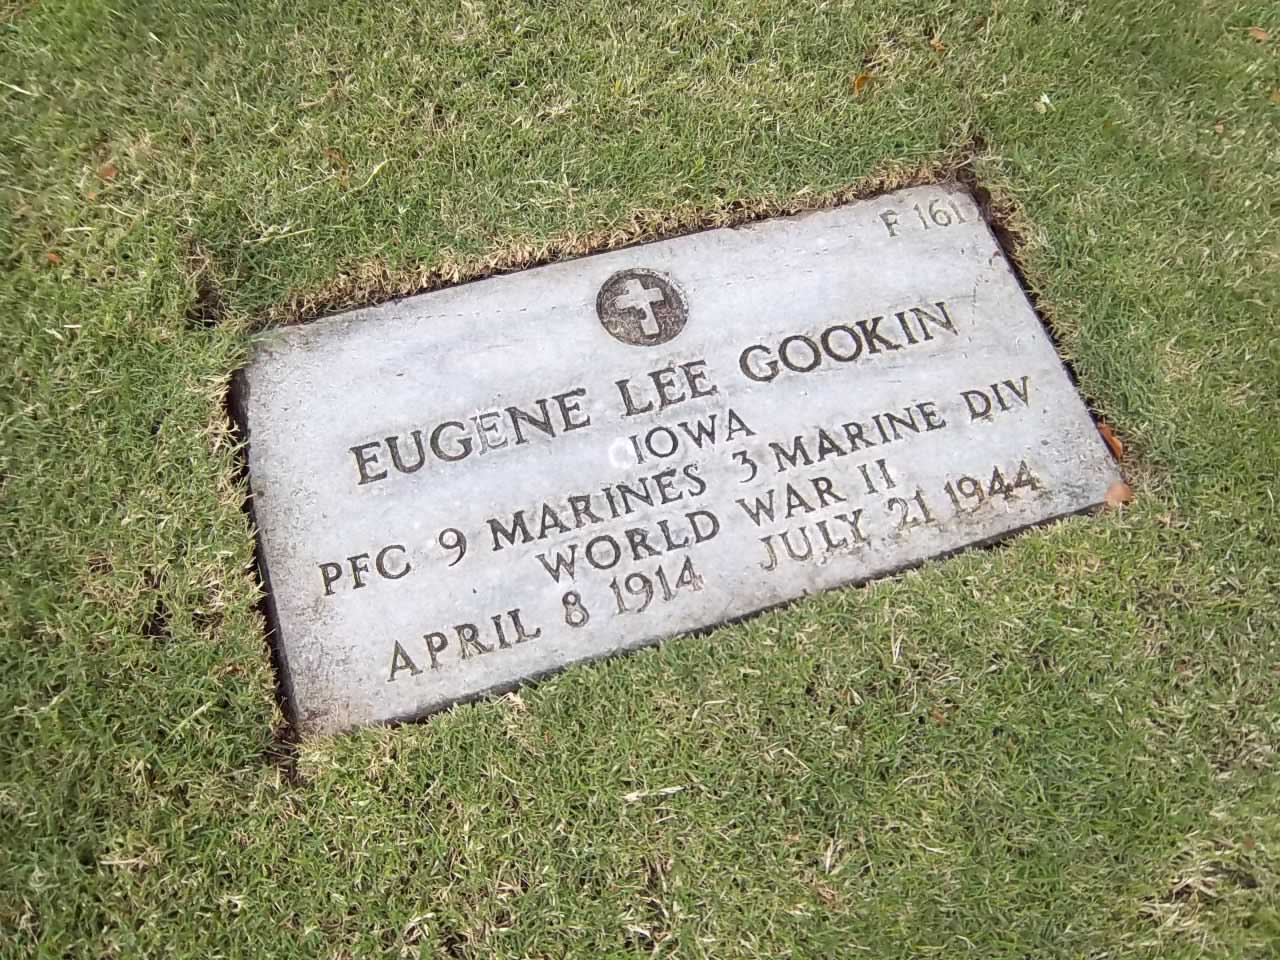 F 161
EUGENE LEE GOOKIN
IOWA
PFC 9 MARINES 3 MARINE DIV
WORLD WAR II
APRIL 8 1914 JULY 21 1944